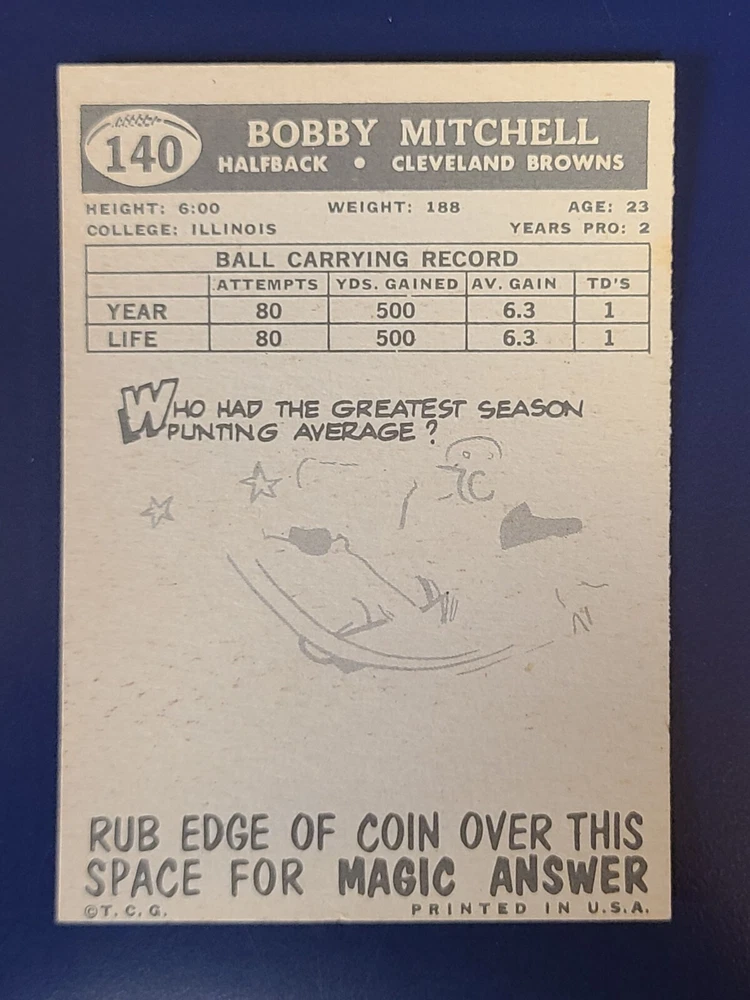 140
BOBBY MITCHELL
HALFBACK • CLEVELAND BROWNS
HEIGHT: 6:00 WEIGHT: 188 AGE: 23
COLLEGE: ILLINOIS YEARS PRO: 2
BALL CARRYING RECORD
ATTEMPTS YDS. GAINED AV. GAIN TD'S
YEAR 80 500 6.3 1
LIFE 80 500 6.3 1
WHO HAD THE GREATEST SEASON
PUNTING AVERAGE?
RUB EDGE OF COIN OVER THIS
SPACE FOR MAGIC ANSWER
©T.C.G. PRINTED IN U.S.A.